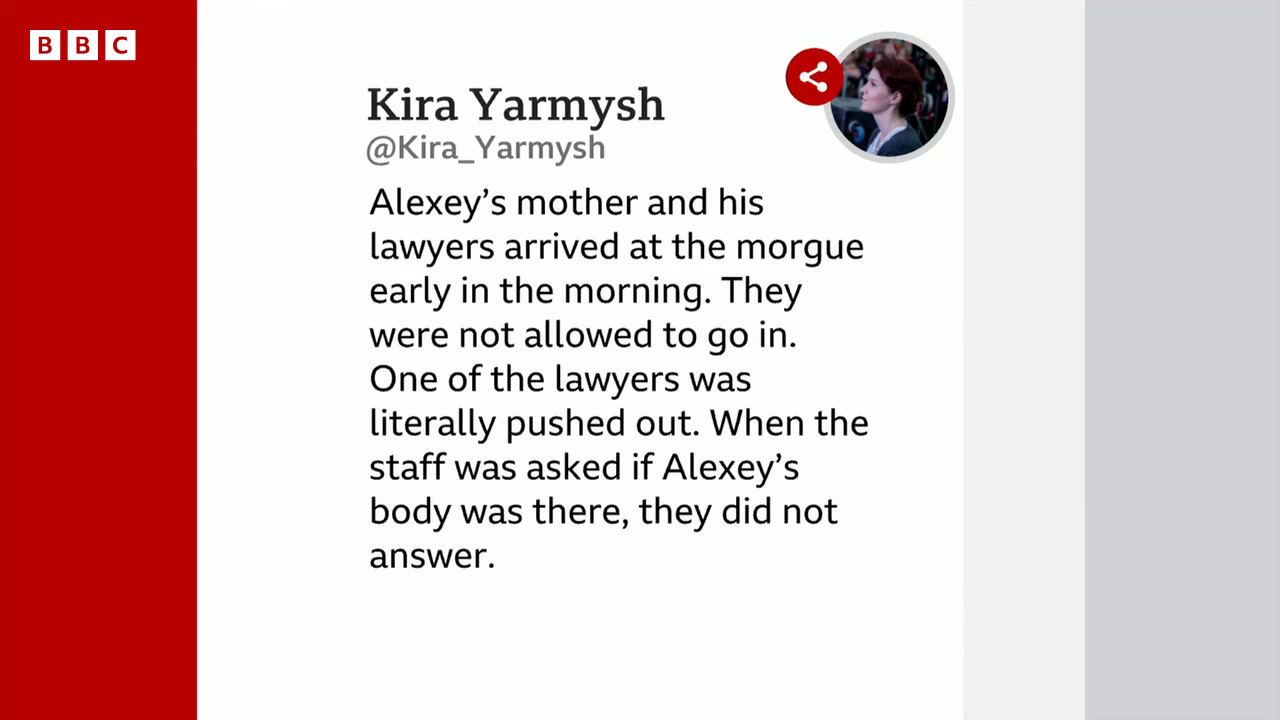 BBC
Kira Yarmysh
@Kira_Yarmysh
Alexey’s mother and his
lawyers arrived at the morgue
early in the morning. They
were not allowed to go in.
One of the lawyers was
literally pushed out. When the
staff was asked if Alexey’s
body was there, they did not
answer.